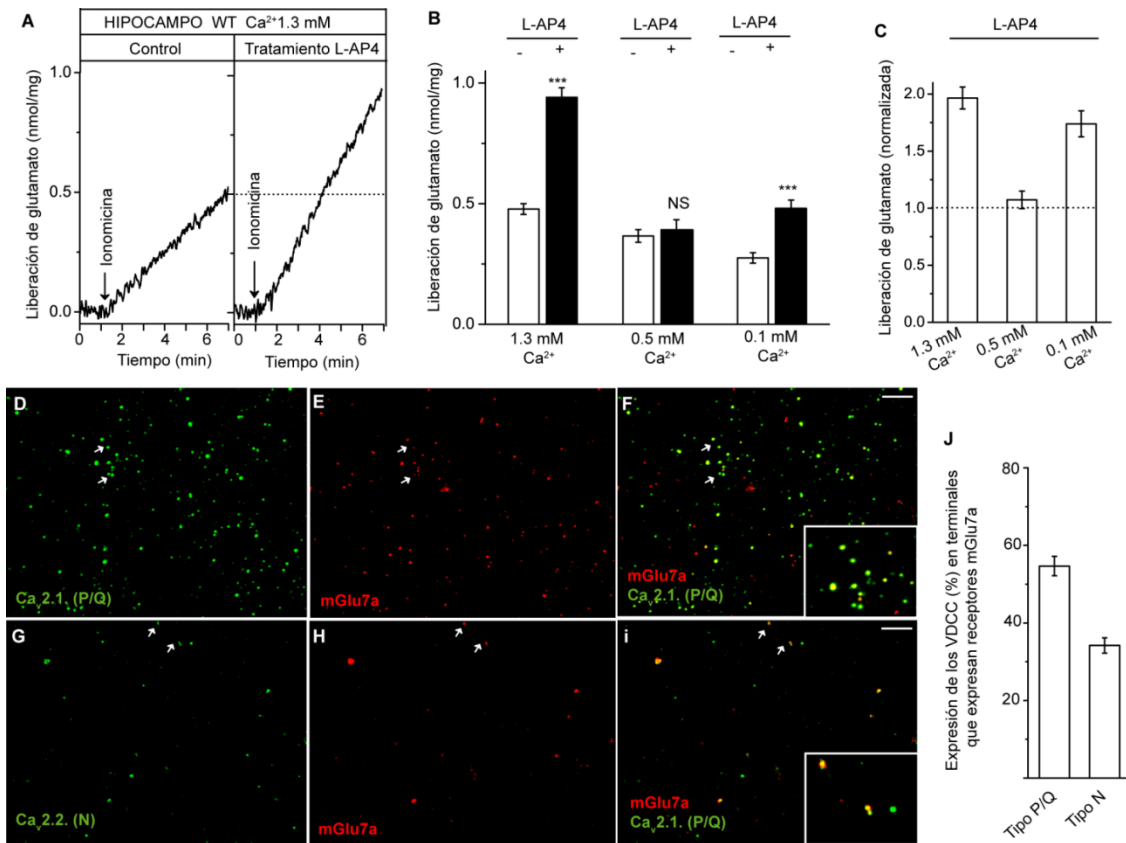 A
HIPOCAMPO WT Ca²⁺1.3 mM
Control
Tratamiento L-AP4
Liberación de glutamato (nmol/mg)
1.0
0.5
0.0
Ionomicina
Ionomicina
0 2 4 6
0 2 4 6
Tiempo (min)
Tiempo (min)
B
L-AP4
L-AP4
L-AP4
- +
- +
- +
Liberación de glutamato (nmol/mg)
1.0
0.5
0.0
***
NS
***
1.3 mM
Ca²⁺
0.5 mM
Ca²⁺
0.1 mM
Ca²⁺
C
L-AP4
Liberación de glutamato (normalizada)
2.0
1.5
1.0
0.5
0.0
1.3 mM
Ca²⁺
0.5 mM
Ca²⁺
0.1 mM
Ca²⁺
D
Caᵥ2.1. (P/Q)
E
mGlu7a
F
mGlu7a
Caᵥ2.1. (P/Q)
G
Caᵥ2.2. (N)
H
mGlu7a
i
mGlu7a
Caᵥ2.1. (P/Q)
J
Expresión de los VDCC (%) en terminales
que expresan receptores mGlu7a
80
60
40
20
Tipo P/Q
Tipo N